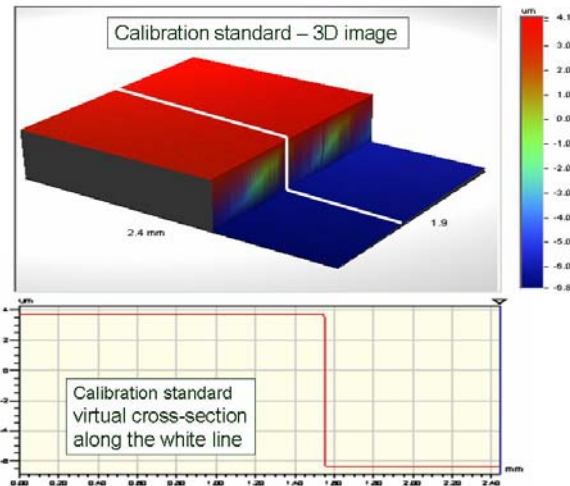 um
Calibration standard – 3D image
4.1
3.0
2.0
1.0
0.0
-1.0
-2.0
-3.0
-4.0
-5.0
-6.0
-6.8
2.4 mm
1.9
um
4
2
0
-2
-4
-6
Calibration standard
virtual cross-section
along the white line
mm
0.00 0.20 0.40 0.60 0.80 1.00 1.20 1.40 1.60 1.80 2.00 2.20 2.40